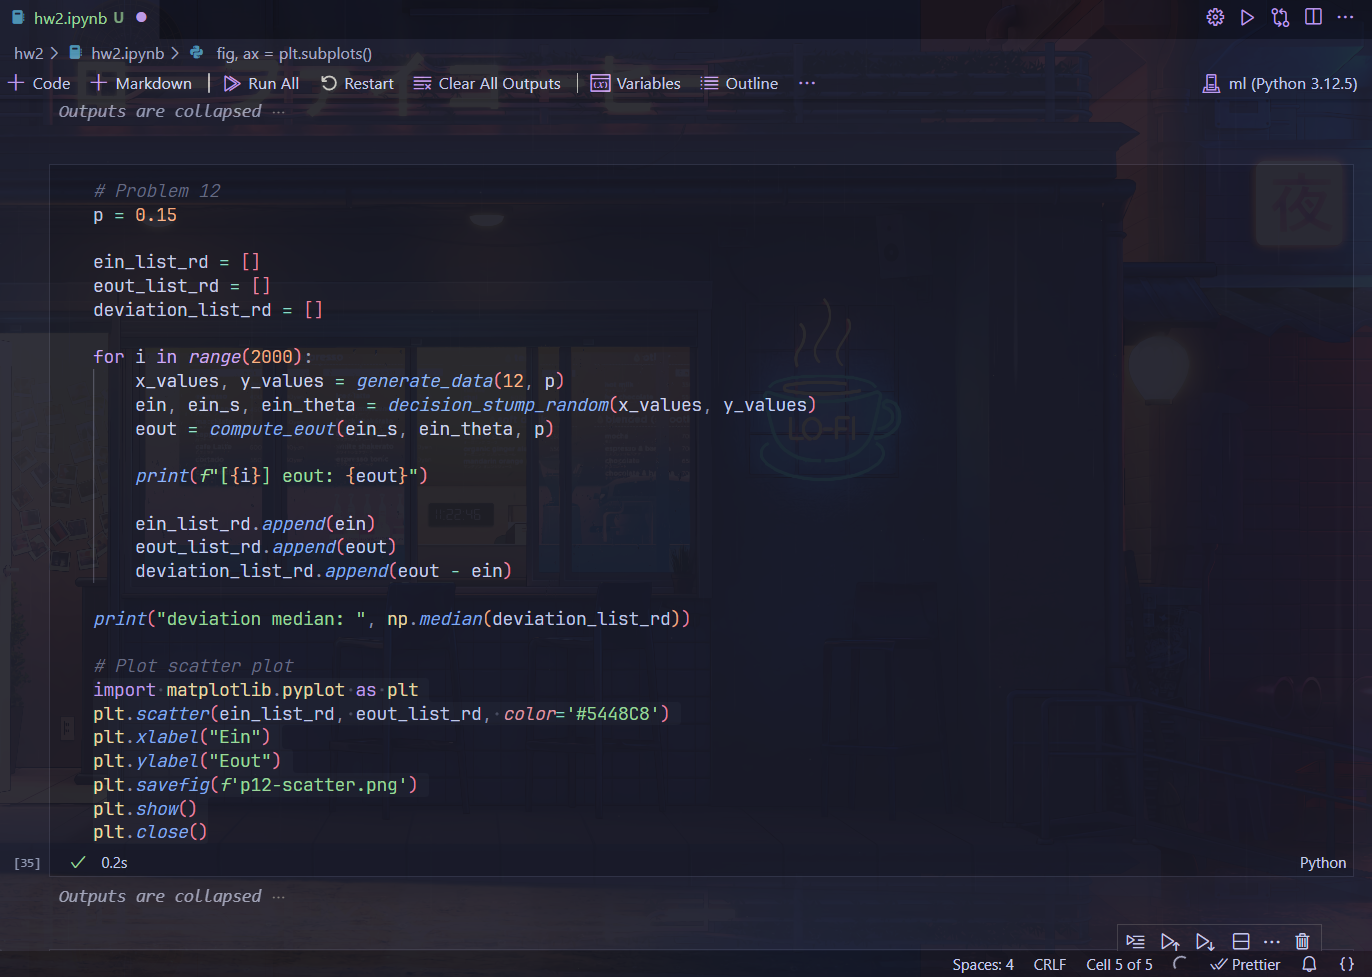 hw2.ipynb U
hw2 > hw2.ipynb > fig, ax = plt.subplots()
+ Code + Markdown | Run All Restart Clear All Outputs | Variables Outline ... ml (Python 3.12.5)
Outputs are collapsed ...
# Problem 12
p = 0.15
ein_list_rd = []
eout_list_rd = []
deviation_list_rd = []
for i in range(2000):
    x_values, y_values = generate_data(12, p)
    ein, ein_s, ein_theta = decision_stump_random(x_values, y_values)
    eout = compute_eout(ein_s, ein_theta, p)
    print(f"[{i}] eout: {eout}")
    ein_list_rd.append(ein)
    eout_list_rd.append(eout)
    deviation_list_rd.append(eout - ein)
print("deviation median: ", np.median(deviation_list_rd))
# Plot scatter plot
import matplotlib.pyplot as plt
plt.scatter(ein_list_rd, eout_list_rd, color='#5448C8')
plt.xlabel("Ein")
plt.ylabel("Eout")
plt.savefig(f'p12-scatter.png')
plt.show()
plt.close()
[35] 0.2s Python
Outputs are collapsed ...
Spaces: 4 CRLF Cell 5 of 5 Prettier {}
夜
LO-FI
11:22:46